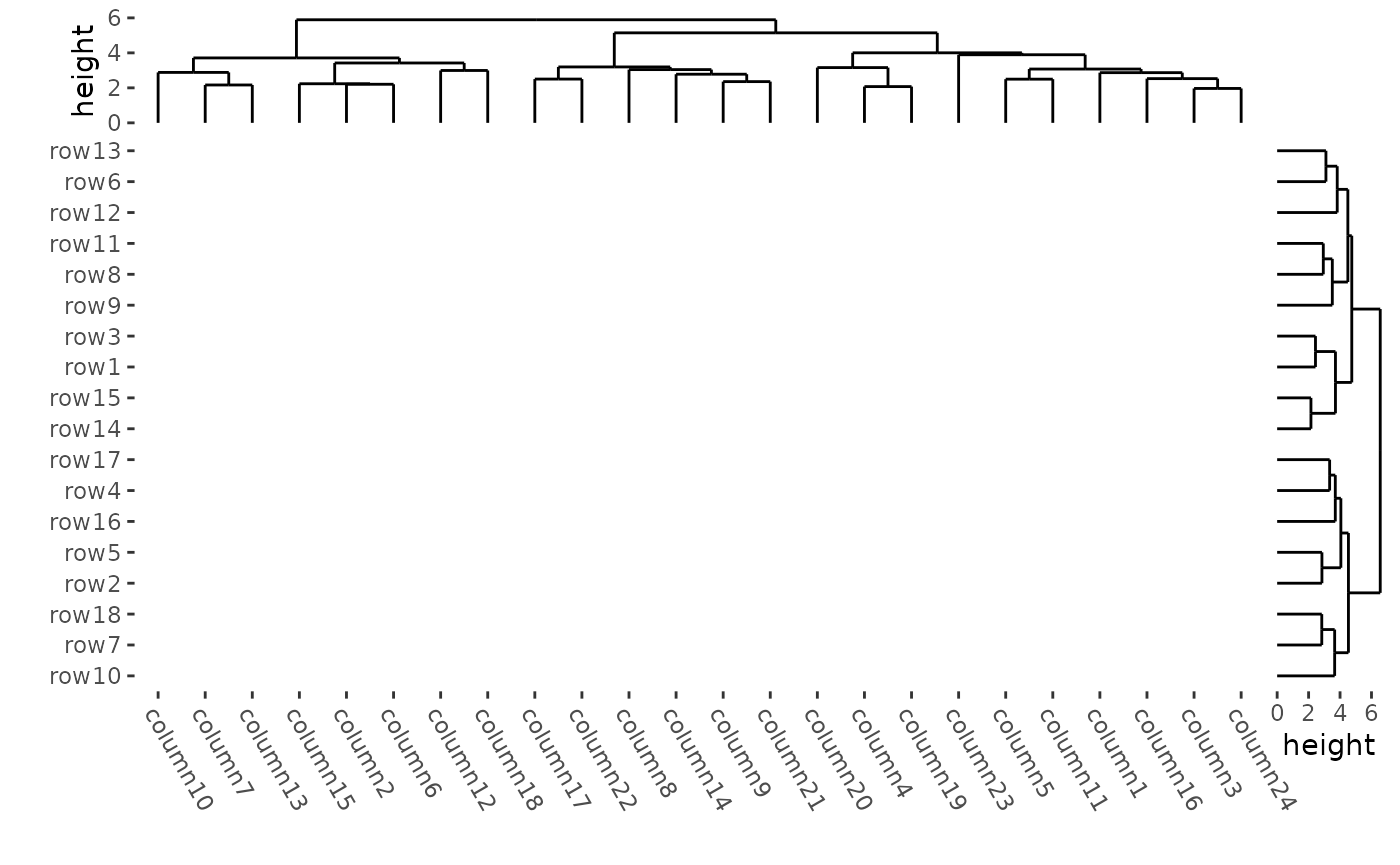 height
6
4
2
0
row13
row6
row12
row11
row8
row9
row3
row1
row15
row14
row17
row4
row16
row5
row2
row18
row7
row10
column10
column7
column13
column15
column2
column6
column12
column18
column17
column22
column8
column14
column9
column21
column20
column4
column19
column23
column5
column11
column1
column16
column3
column24
0 2 4 6
height